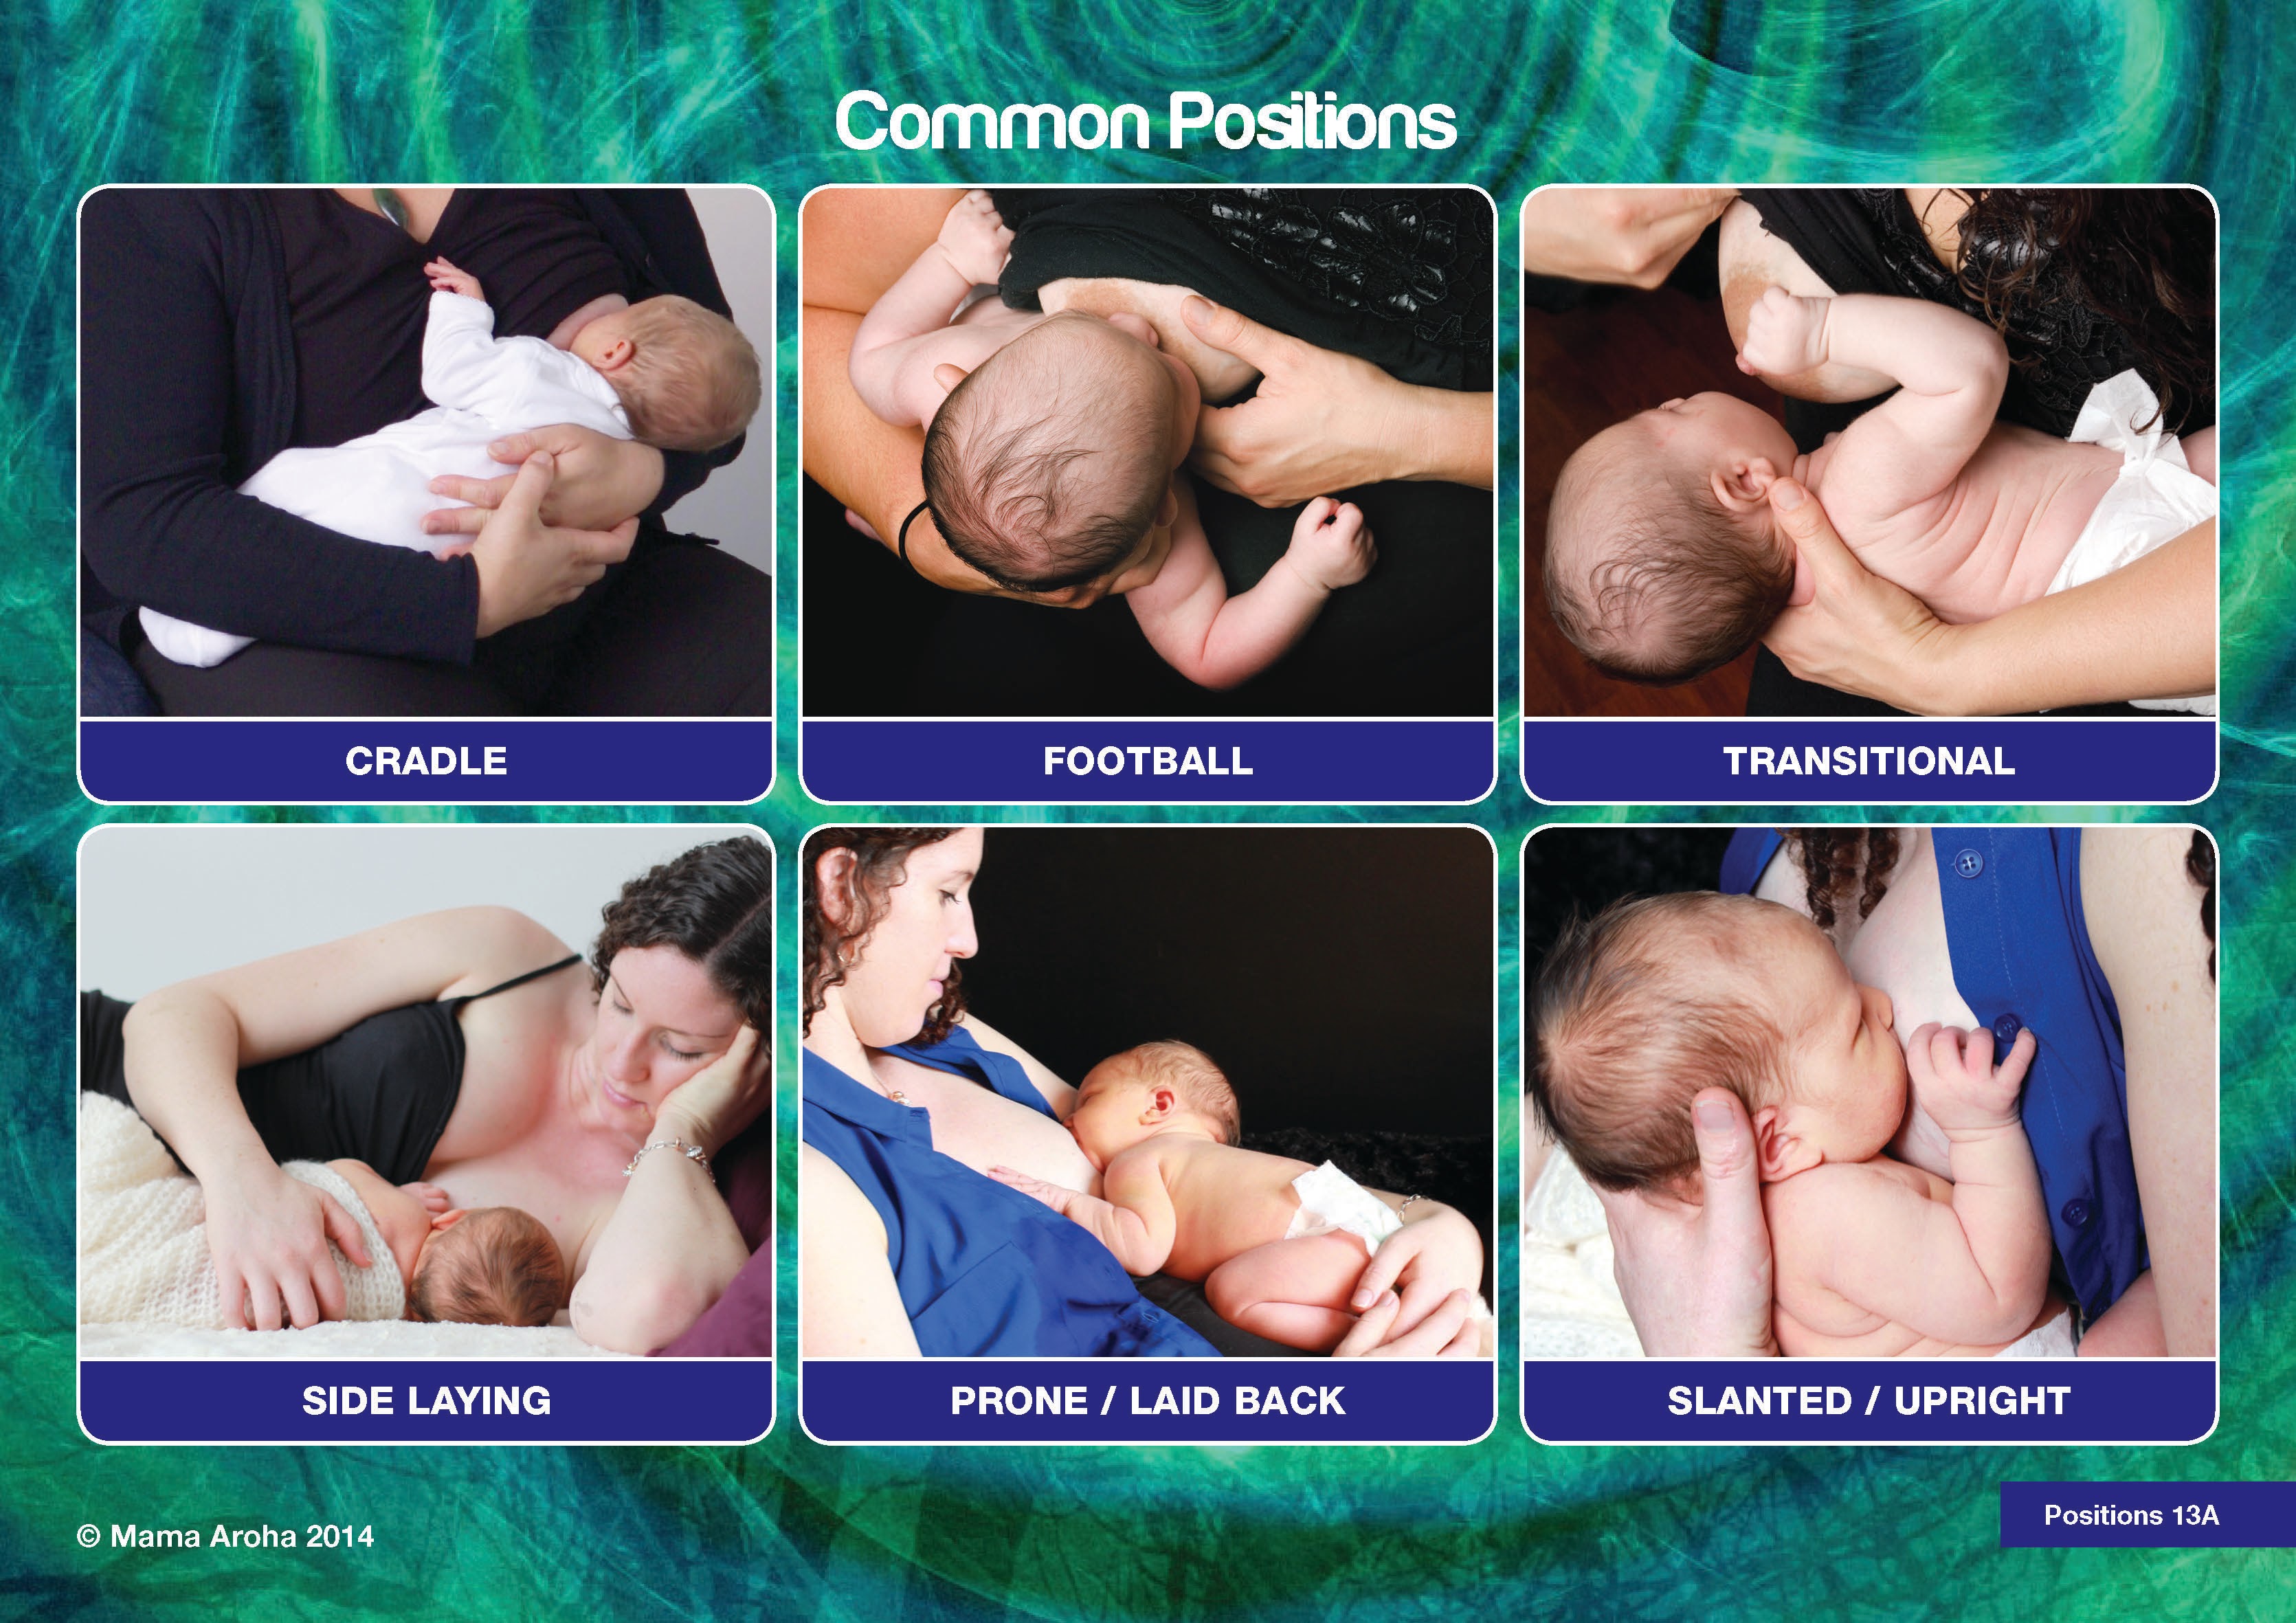 Common Positions
CRADLE
FOOTBALL
TRANSITIONAL
SIDE LAYING
PRONE / LAID BACK
SLANTED / UPRIGHT
© Mama Aroha 2014
Positions 13A